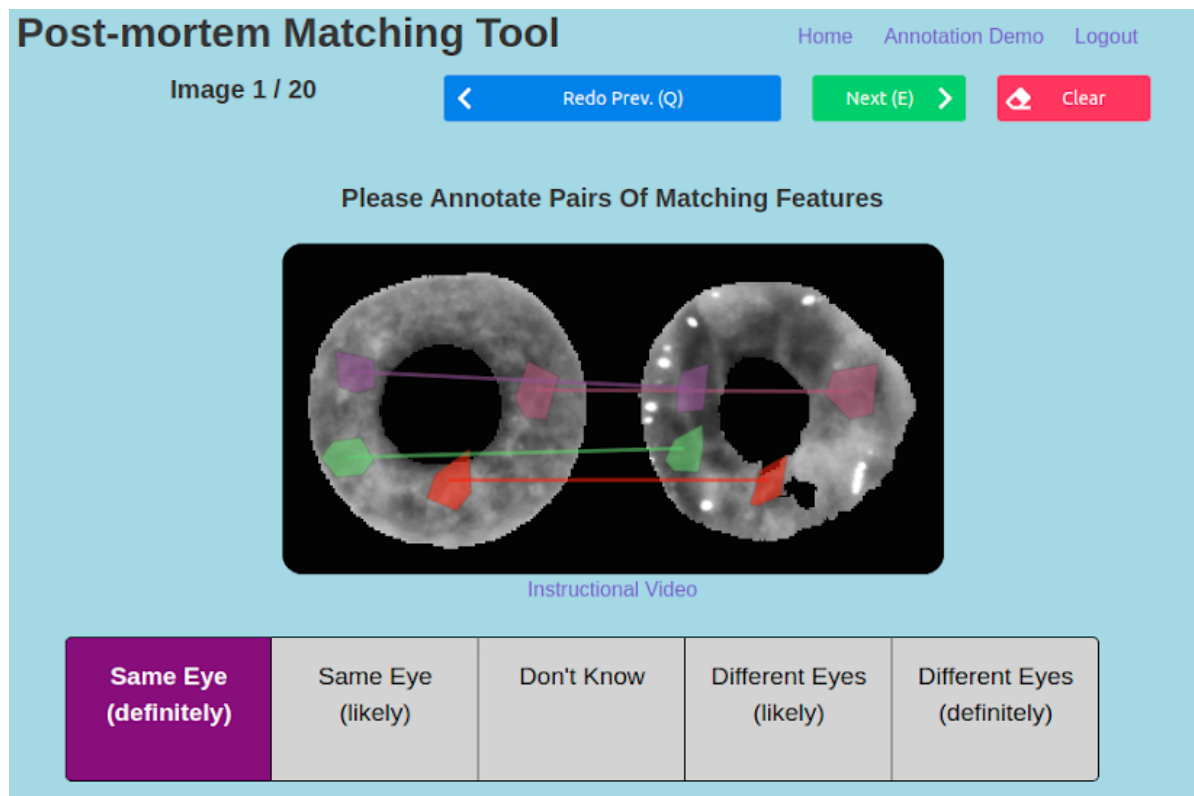 Post-mortem Matching Tool
Home Annotation Demo Logout
Image 1 / 20
Redo Prev. (Q)
Next (E)
Clear
Please Annotate Pairs Of Matching Features
Instructional Video
Same Eye
(definitely)
Same Eye
(likely)
Don't Know
Different Eyes
(likely)
Different Eyes
(definitely)